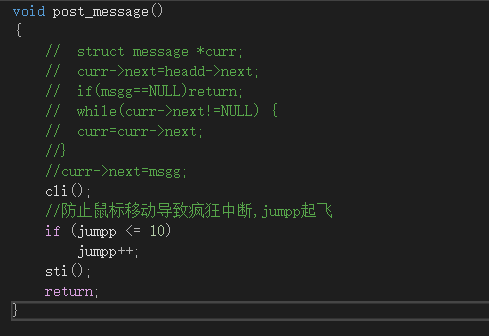 void post_message()
{
//  struct message *curr;
//  curr->next=headd->next;
//  if(msgg==NULL)return;
//  while(curr->next!=NULL) {
//  curr=curr->next;
//}
//curr->next=msgg;
cli();
//防止鼠标移动导致疯狂中断,jumpp起飞
if (jumpp <= 10)
jumpp++;
sti();
return;
}